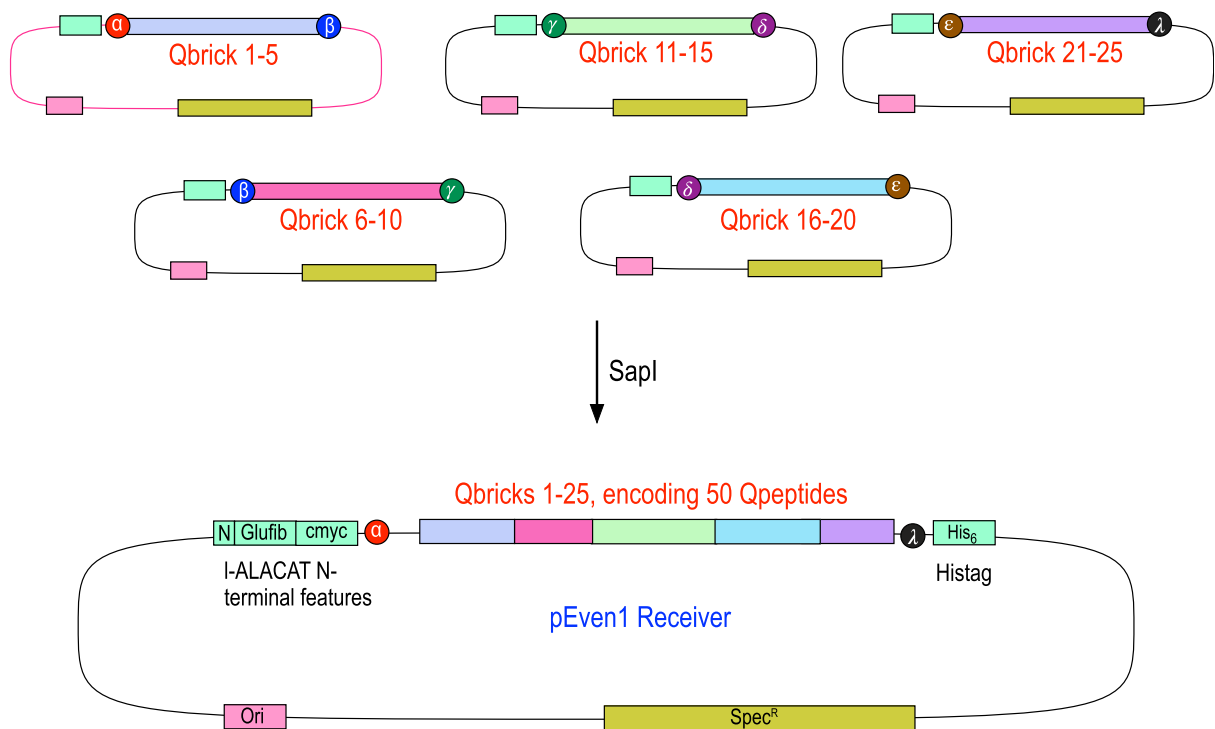 α β
Qbrick 1-5
γ δ
Qbrick 11-15
ε λ
Qbrick 21-25
β γ
Qbrick 6-10
δ ε
Qbrick 16-20
SapI
Qbricks 1-25, encoding 50 Qpeptides
N Glufib cmyc α λ His₆
I-ALACAT N-
terminal features
Histag
pEven1 Receiver
Ori
Specᴿ